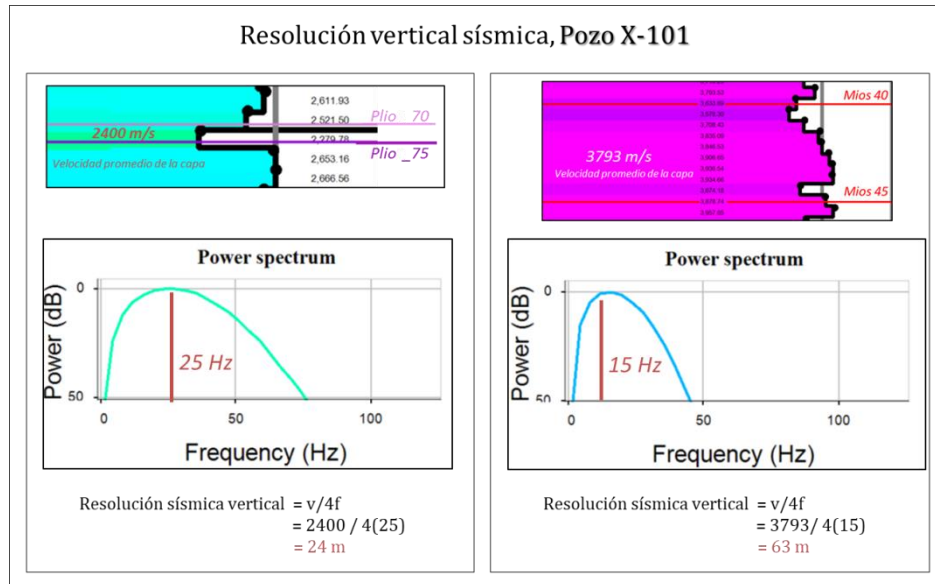 Resolución vertical sísmica, Pozo X-101
2,611.93
2,521.50
Plio _70
2400 m/s
2,279.78
Plio _75
Velocidad promedio de la capa
2,653.16
2,666.56
Power spectrum
Power (dB)
0
50
25 Hz
0
50
100
Frequency (Hz)
Resolución sísmica vertical = v/4f
= 2400 / 4(25)
= 24 m
Mios 40
3793 m/s
Velocidad promedio de la capa
Mios 45
Power spectrum
Power (dB)
0
50
15 Hz
0
50
100
Frequency (Hz)
Resolución sísmica vertical = v/4f
= 3793/ 4(15)
= 63 m